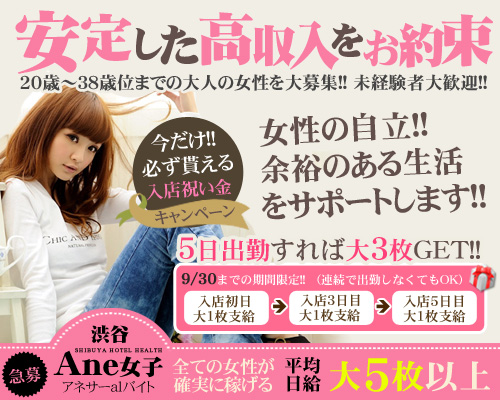 安定した高収入をお約束
20歳～38歳位までの大人の女性を大募集!! 未経験者大歓迎!!
今だけ!!
必ず貰える
入店祝い金
キャンペーン
女性の自立!!
余裕のある生活
をサポートします!!
5日出勤すれば大3枚GET!!
9/30までの期間限定!! (連続で出勤しなくてもOK)
入店初日
大1枚支給
入店3日目
大1枚支給
入店5日目
大1枚支給
急募
渋谷
SHIBUYA HOTEL HEALTH
Ane女子
アネサーalバイト
全ての女性が
確実に稼げる
平均
日給
大5枚以上